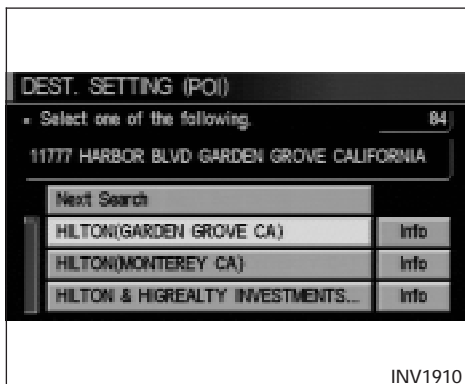 DEST. SETTING (POI)
▪ Select one of the following. 84
11777 HARBOR BLVD GARDEN GROVE CALIFORNIA
Next Search
HILTON(GARDEN GROVE CA) Info
HILTON(MONTEREY CA) Info
HILTON & HIGREALTY INVESTMENTS... Info
INV1910